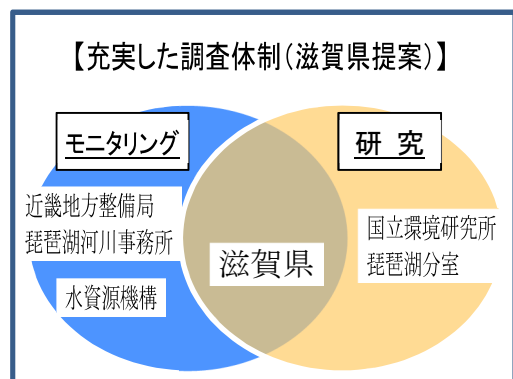 【充実した調査体制(滋賀県提案)】
モニタリング
研 究
近畿地方整備局
琵琶湖河川事務所
水資源機構
滋賀県
国立環境研究所
琵琶湖分室